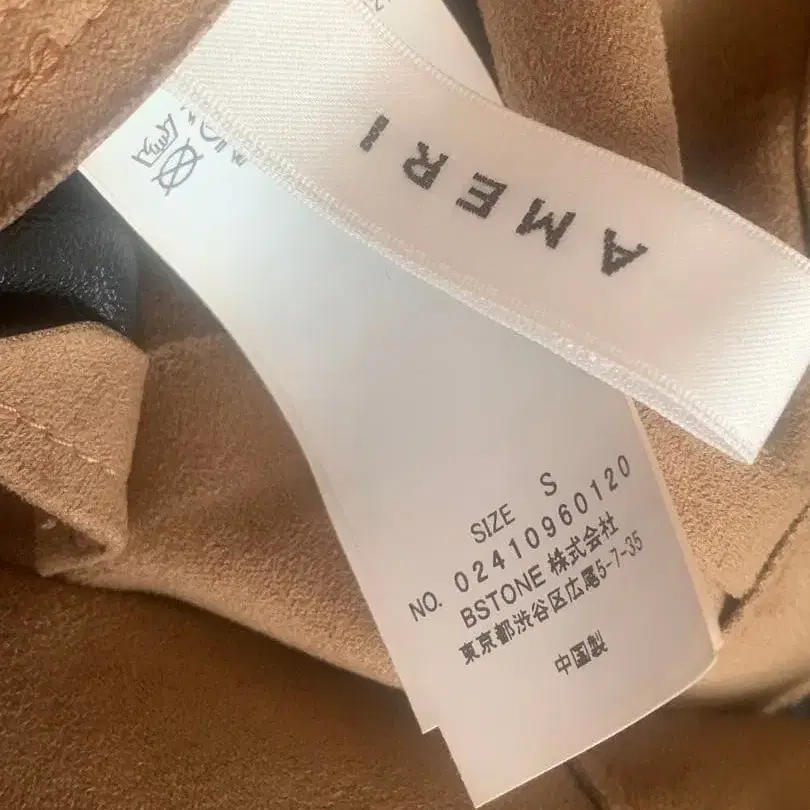 AMERI
SIZE S
NO. 02410960120
BSTONE 株式会社
東京都渋谷区広尾5-7-35
中国製